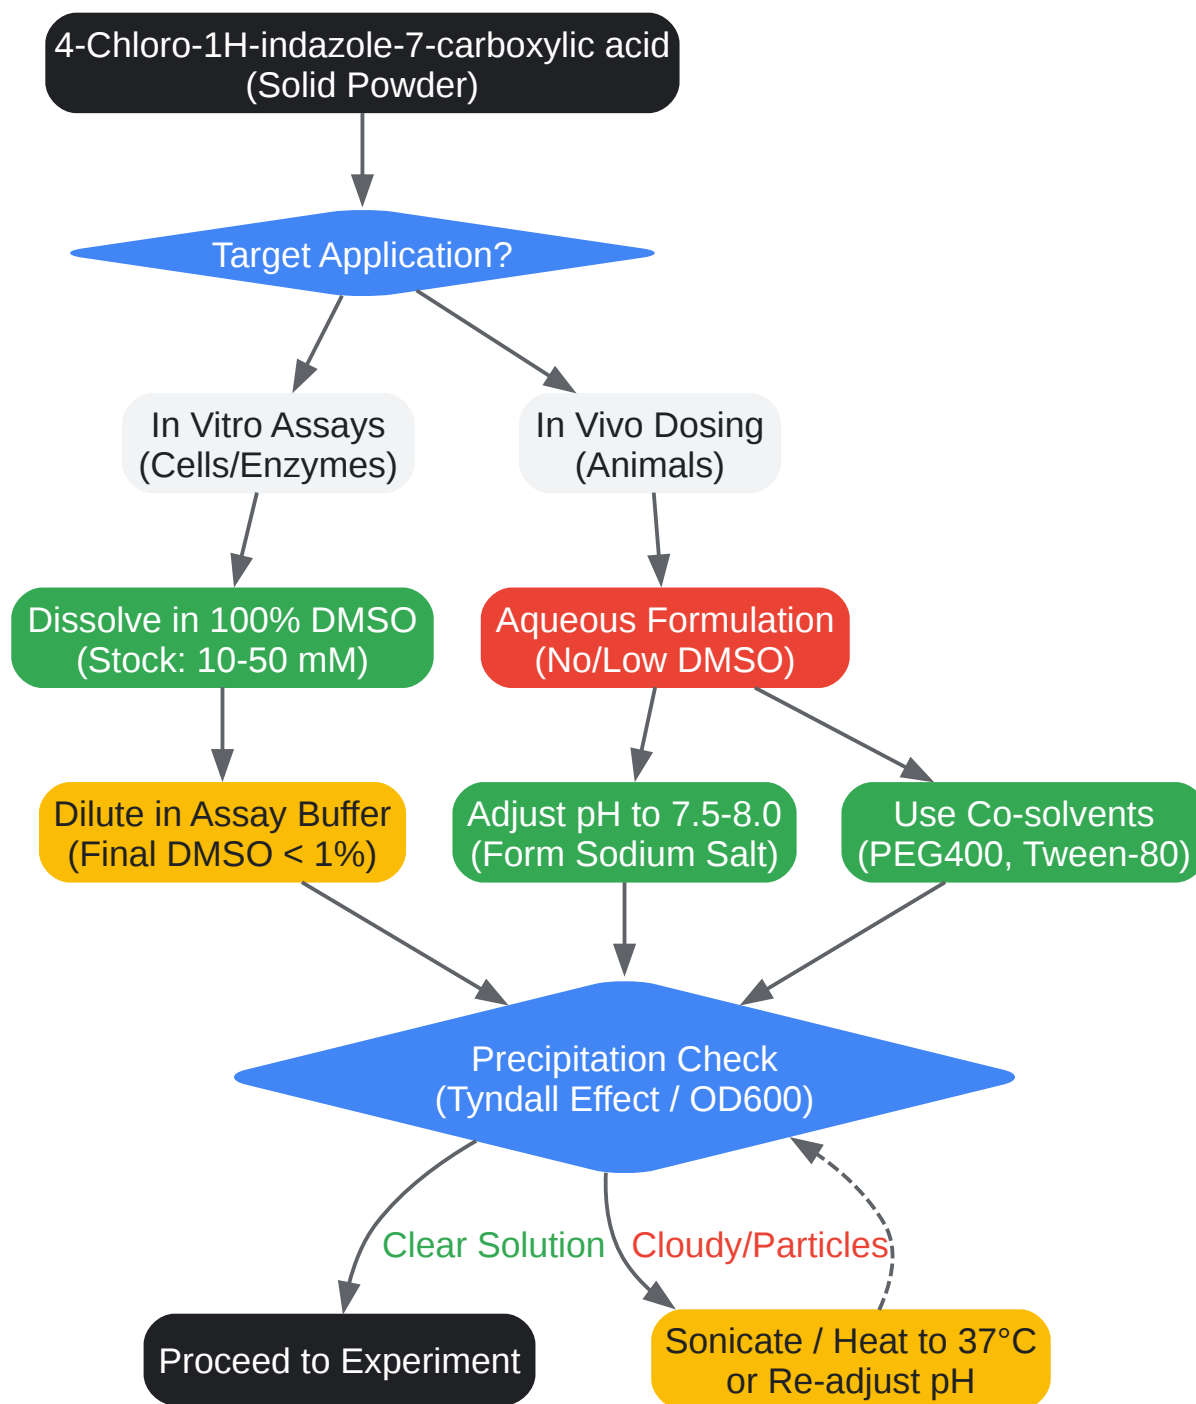 4-Chloro-1H-indazole-7-carboxylic acid
(Solid Powder)
Target Application?
In Vitro Assays
(Cells/Enzymes)
In Vivo Dosing
(Animals)
Dissolve in 100% DMSO
(Stock: 10-50 mM)
Aqueous Formulation
(No/Low DMSO)
Dilute in Assay Buffer
(Final DMSO < 1%)
Adjust pH to 7.5-8.0
(Form Sodium Salt)
Use Co-solvents
(PEG400, Tween-80)
Precipitation Check
(Tyndall Effect / OD600)
Clear Solution
Cloudy/Particles
Proceed to Experiment
Sonicate / Heat to 37°C
or Re-adjust pH